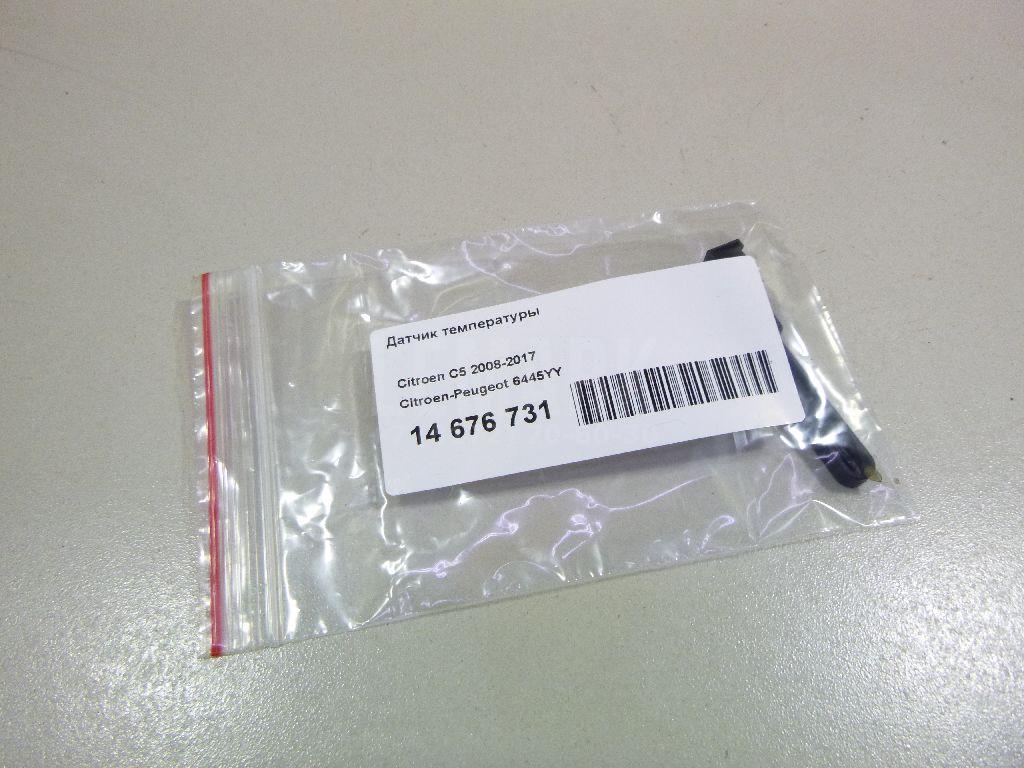 Датчик температуры
Citroen C5 2008-2017
Citroen-Peugeot 6445YY
14 676 731